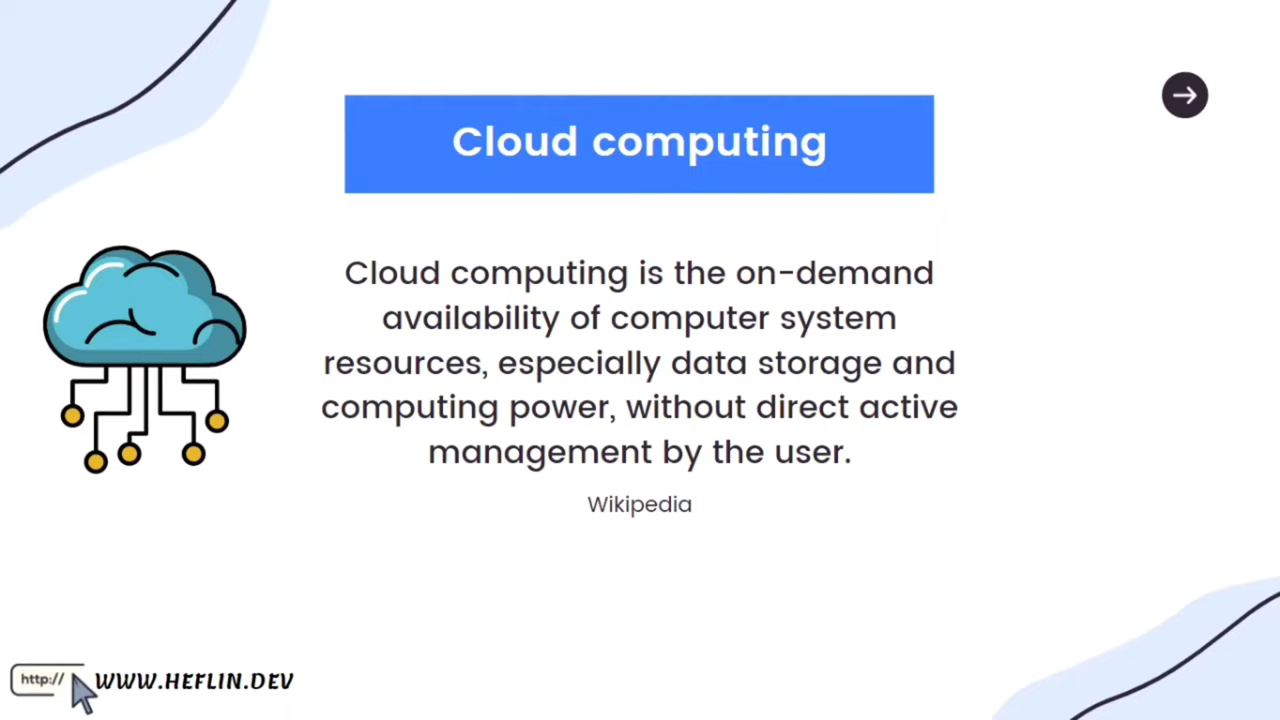 Cloud computing
Cloud computing is the on-demand
availability of computer system
resources, especially data storage and
computing power, without direct active
management by the user.
Wikipedia
http:// WWW.HEFLIN.DEV